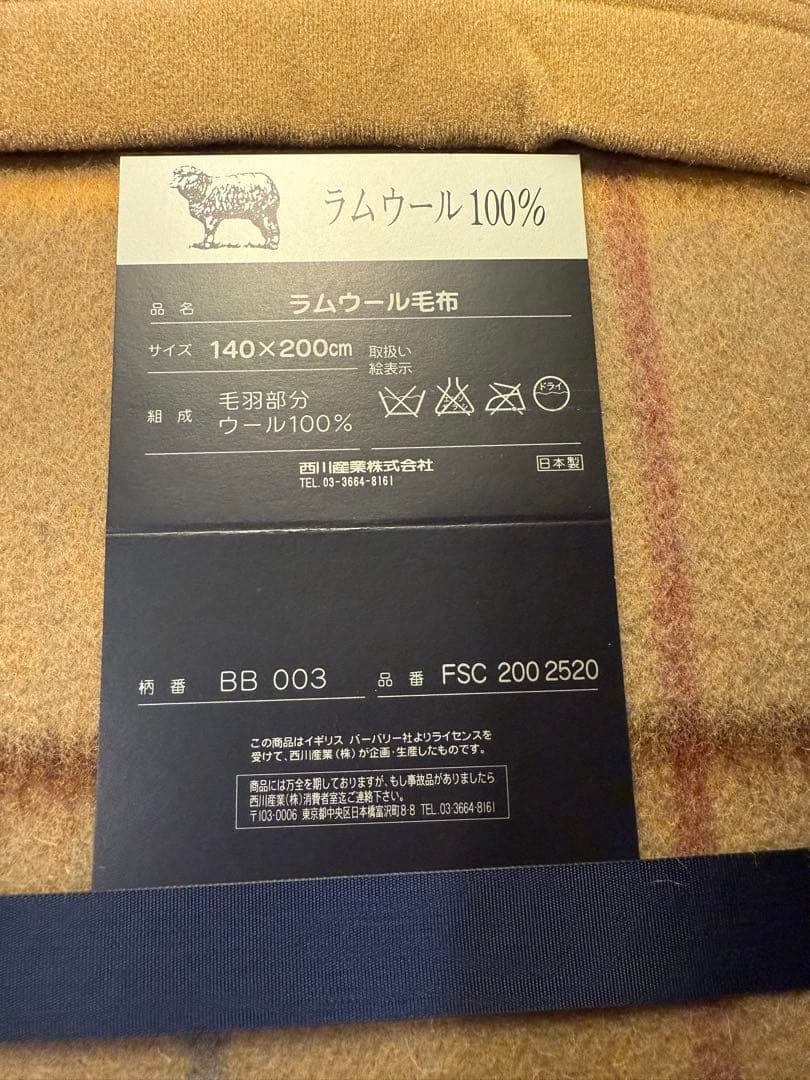 ラムウール100%
品名 ラムウール毛布
サイズ 140×200cm
取扱い
絵表示
組成 毛羽部分
ウール100%
ドライ
西川産業株式会社
日本製
TEL. 03-3664-8161
柄番 BB 003 品番 FSC 200 2520
この商品はイギリス バーバリー社よりライセンスを
受けて、西川産業(株)が企画・生産したものです。
商品には万全を期しておりますが、もし事故品がありましたら
西川産業(株)消費者室迄ご連絡下さい。
〒103-0006 東京都中央区日本橋富沢町8-8 TEL. 03-3664-8161